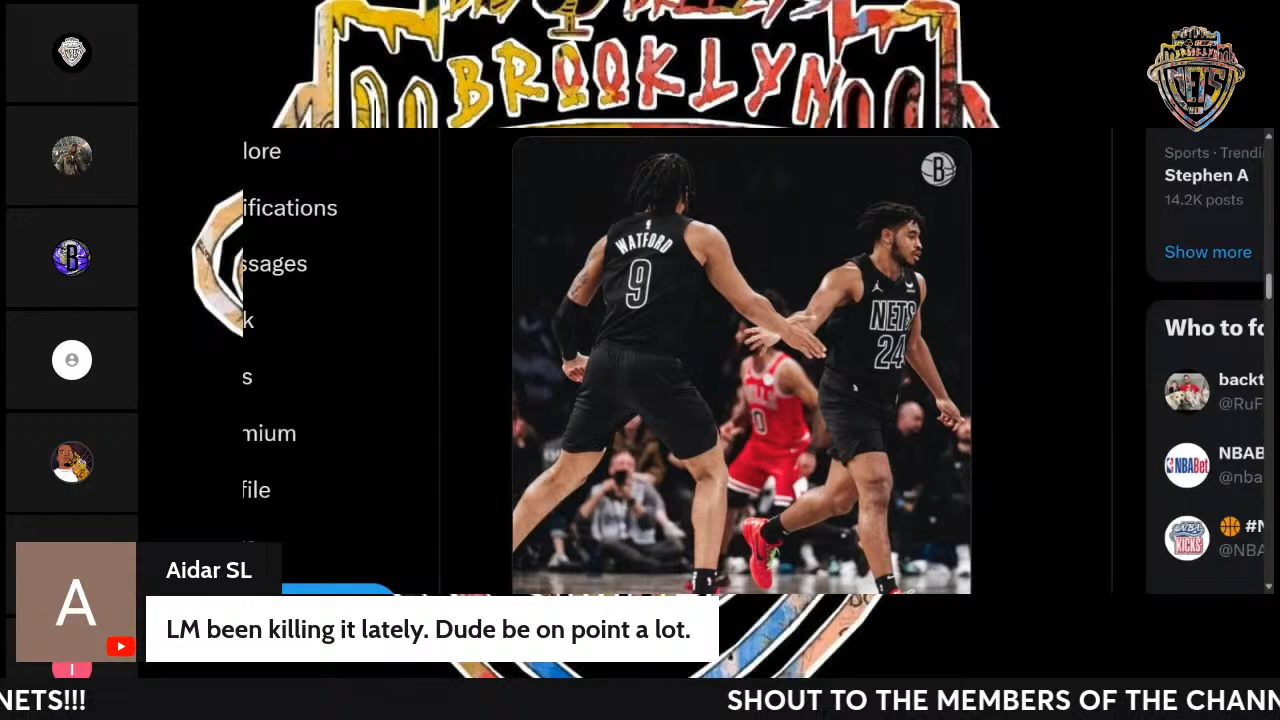 BROOKLYN
lore
ifications
ssages
k
s
mium
file
WATFORD
9
NETS
24
0
B
Sports · Trendi
Stephen A
14.2K posts
Show more
Who to fo
backt
@RuF
NBAB
@nba
#N
@NBA
A
Aidar SL
LM been killing it lately. Dude be on point a lot.
NETS!!!
SHOUT TO THE MEMBERS OF THE CHANN